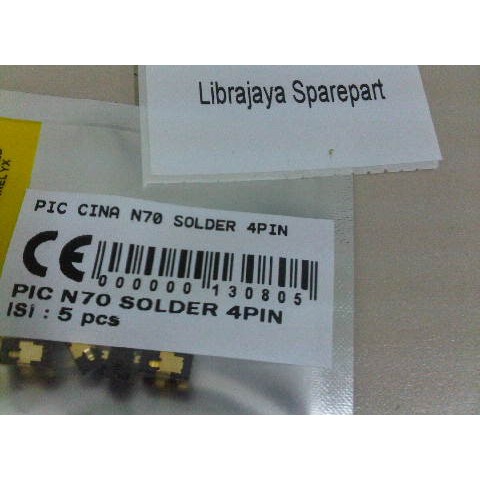 Librajaya Sparepart
PIC CINA N70 SOLDER 4PIN
CE
000000 130805
PIC N70 SOLDER 4PIN
ISI : 5 pcs